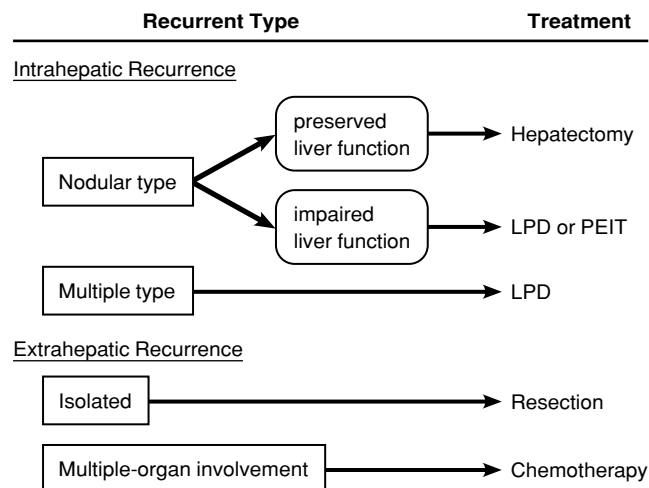 Recurrent Type Treatment
Intrahepatic Recurrence
preserved
liver function
Hepatectomy
Nodular type
impaired
liver function
LPD or PEIT
Multiple type LPD
Extrahepatic Recurrence
Isolated Resection
Multiple-organ involvement Chemotherapy